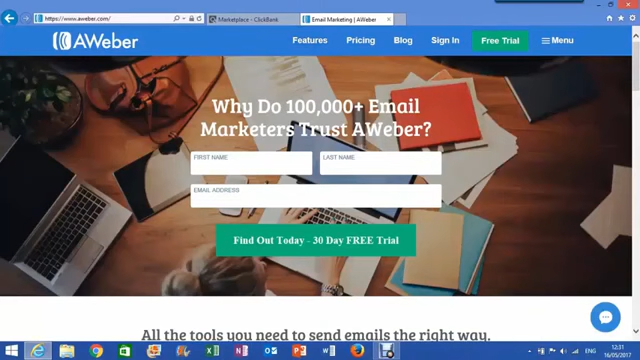 https://www.aweber.com/
Marketplace - ClickBank
Email Marketing | AWeber
AWeber
Features
Pricing
Blog
Sign In
Free Trial
Menu
Why Do 100,000+ Email
Marketers Trust AWeber?
FIRST NAME
LAST NAME
EMAIL ADDRESS
Find Out Today - 30 Day FREE Trial
All the tools you need to send emails the right way.
ENG
12:31
16/05/2017